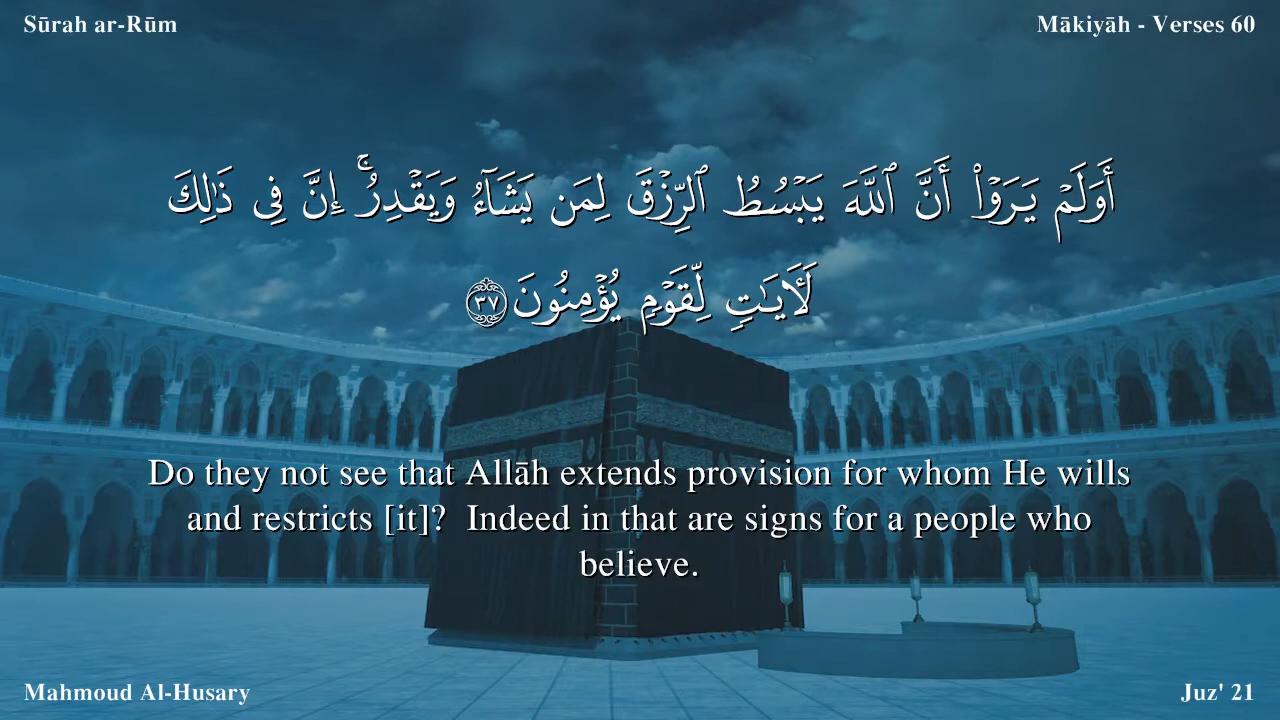 Sūrah ar-Rūm
Mākiyāh - Verses 60
أَوَلَمْ يَرَوْا۟ أَنَّ ٱللَّهَ يَبْسُطُ ٱلرِّزْقَ لِمَن يَشَآءُ وَيَقْدِرُ ۚ إِنَّ فِى ذَٰلِكَ
لَـَٔايَـٰتٍ لِّقَوْمٍ يُؤْمِنُونَ ٣٧
Do they not see that Allāh extends provision for whom He wills
and restricts [it]?  Indeed in that are signs for a people who
believe.
Mahmoud Al-Husary
Juz' 21